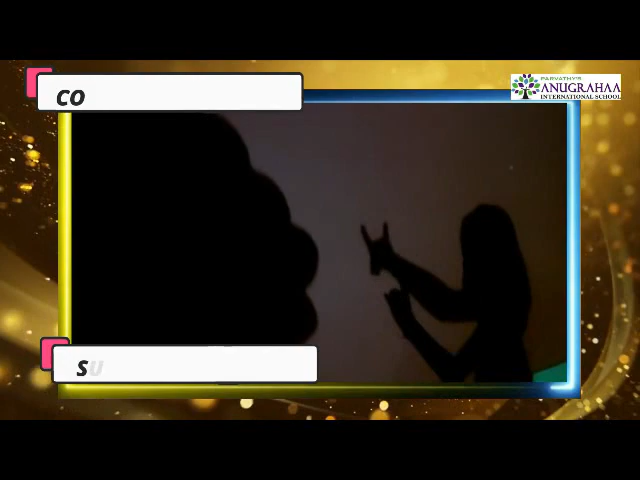 CO
PARVATHY'S
ANUGRAHAA
INTERNATIONAL SCHOOL
SU